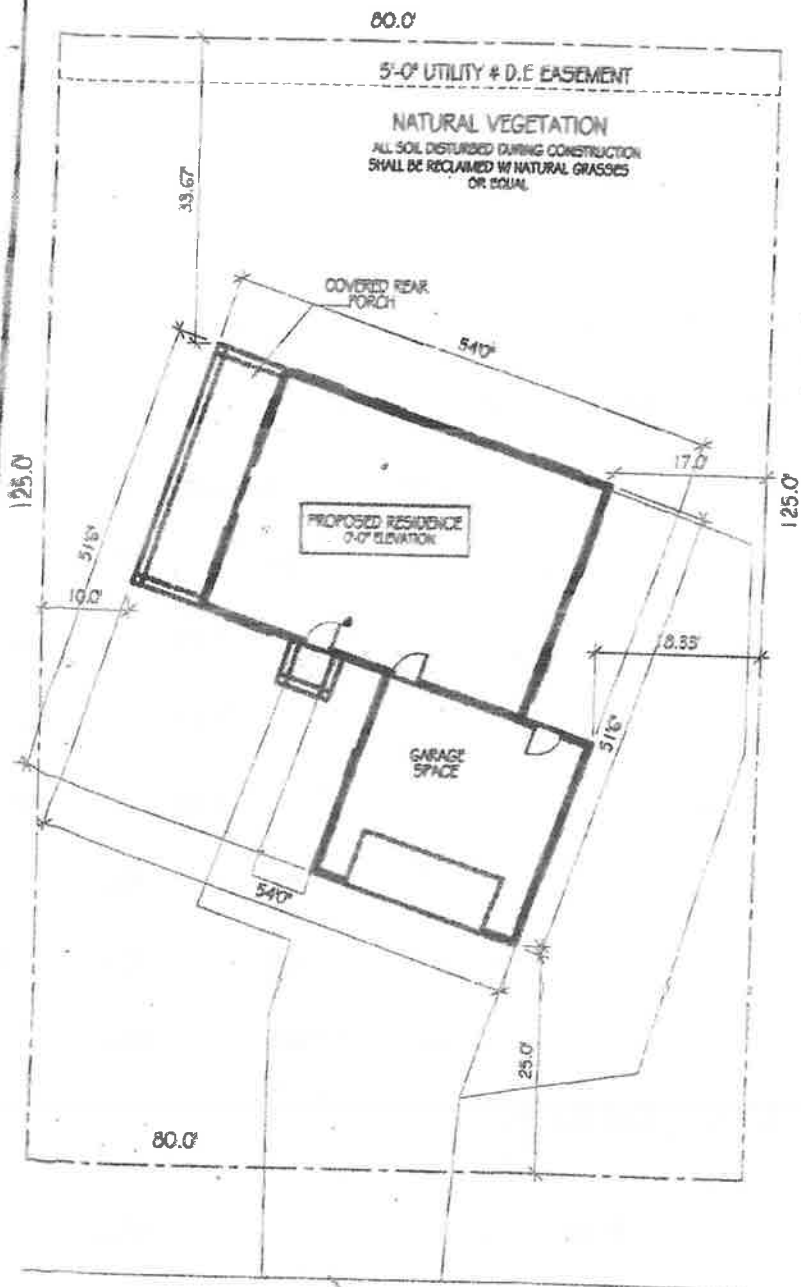 80.0'
5'-0" UTILITY & D.E EASEMENT
NATURAL VEGETATION
ALL SOIL DISTURBED DURING CONSTRUCTION
SHALL BE RECLAIMED W/ NATURAL GRASSES
OR EQUAL
33.67'
COVERED REAR
PORCH
54'0"
17.0'
125.0'
125.0'
PROPOSED RESIDENCE
0'-0" ELEVATION
51'6"
10.0'
18.33'
51'6"
GARAGE
SPACE
54'0"
25.0'
80.0'